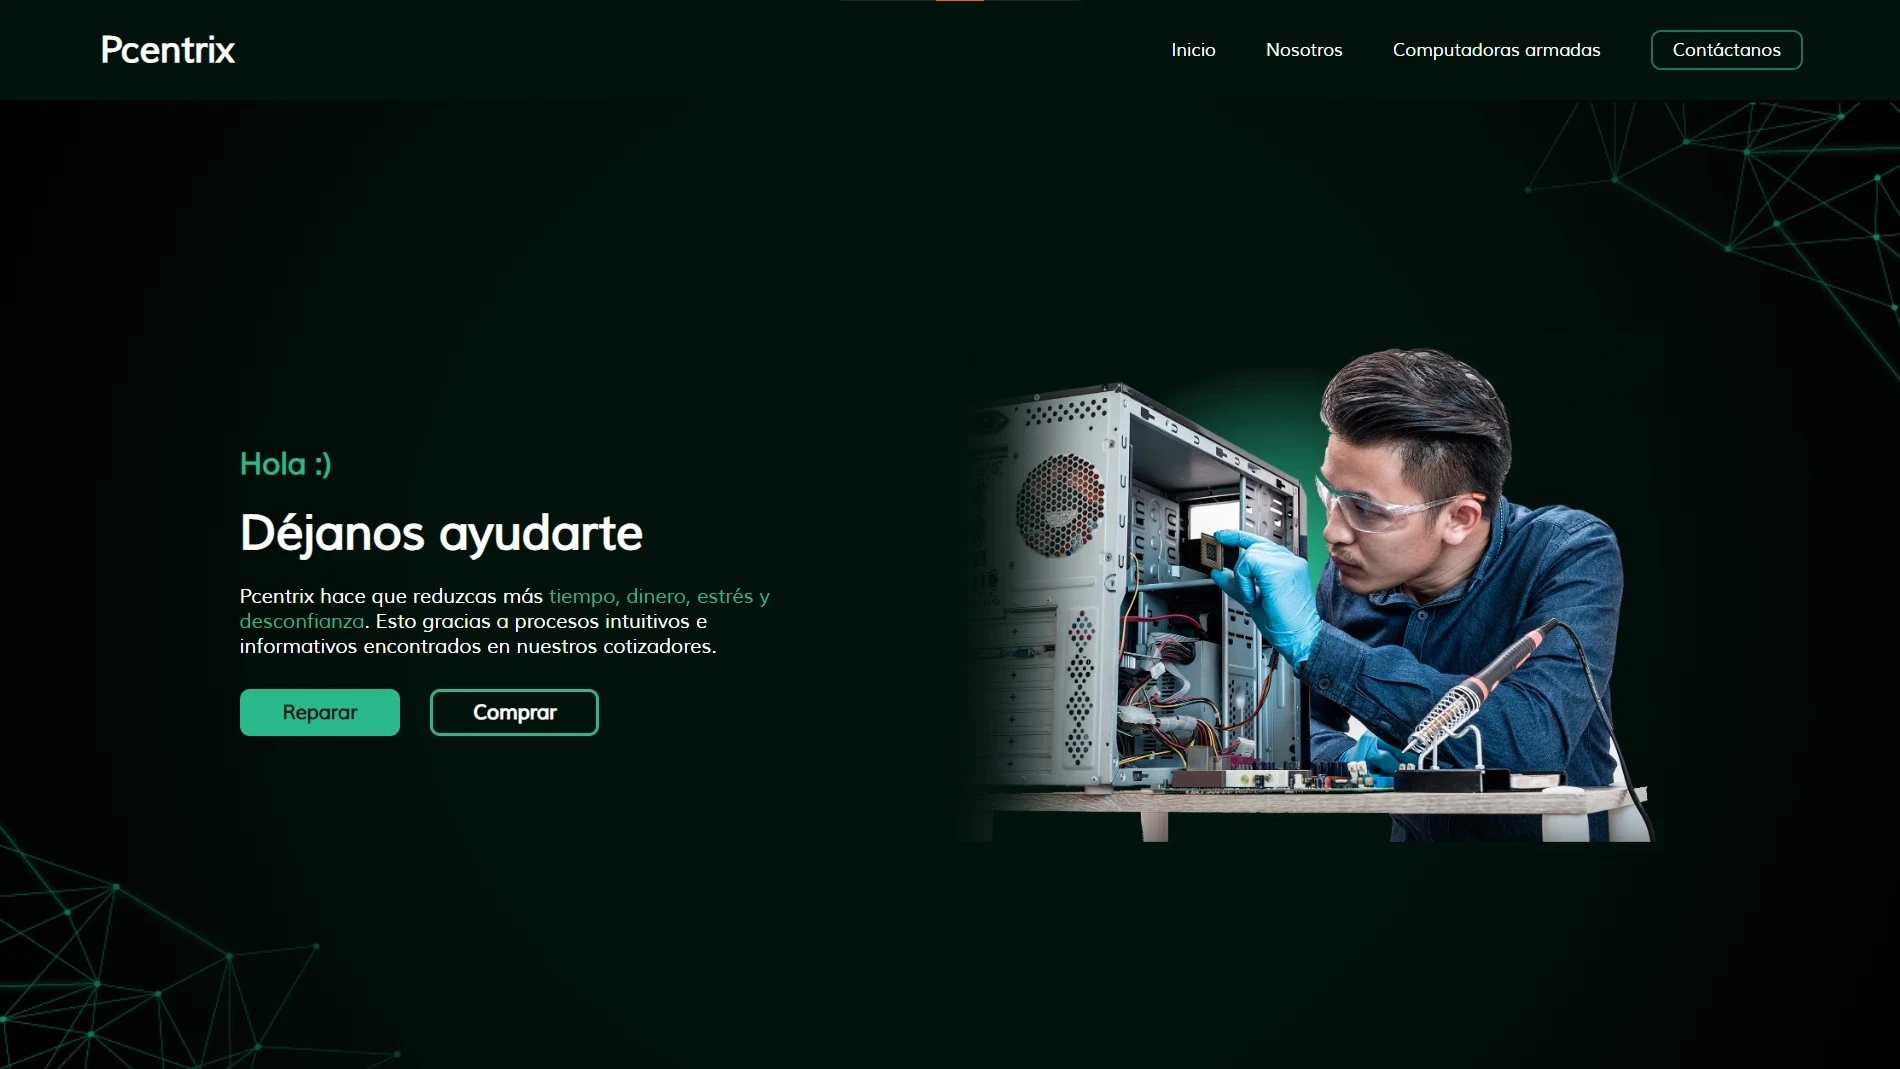 Pcentrix
Inicio
Nosotros
Computadoras armadas
Contáctanos
Hola :)
Déjanos ayudarte
Pcentrix hace que reduzcas más tiempo, dinero, estrés y
desconfianza. Esto gracias a procesos intuitivos e
informativos encontrados en nuestros cotizadores.
Reparar
Comprar